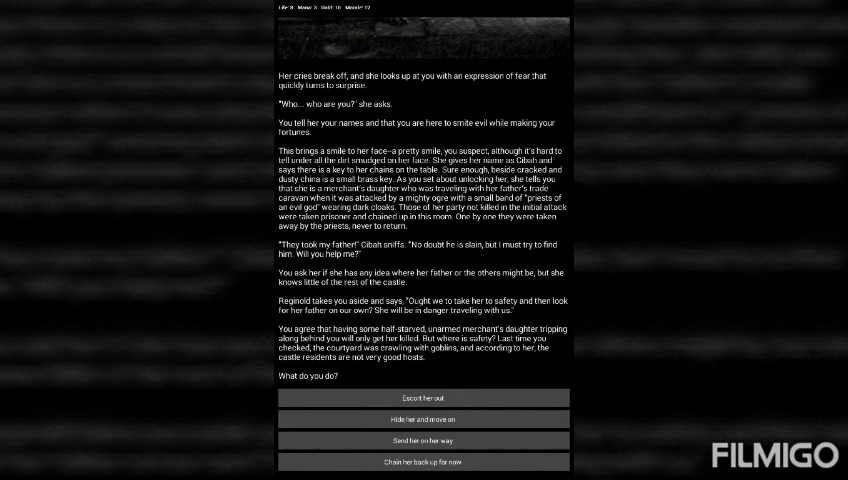 Life: 8 Mana: 3 Gold: 10 Morale: 12
Her cries break off, and she looks up at you with an expression of fear that
quickly turns to surprise.
"Who... who are you?" she asks.
You tell her your names and that you are here to smite evil while making your
fortunes.
This brings a smile to her face--a pretty smile, you suspect, although it's hard to
tell under all the dirt smudged on her face. She gives her name as Cibah and
says there is a key to her chains on the table. Sure enough, beside cracked and
dusty china is a small brass key. As you set about unlocking her, she tells you
that she is a merchant's daughter who was traveling with her father's trade
caravan when it was attacked by a mighty ogre with a small band of "priests of
an evil god" wearing dark cloaks. Those of her party not killed in the initial attack
were taken prisoner and chained up in this room. One by one they were taken
away by the priests, never to return.
"They took my father!" Cibah sniffs. "No doubt he is slain, but I must try to find
him. Will you help me?"
You ask her if she has any idea where her father or the others might be, but she
knows little of the rest of the castle.
Reginold takes you aside and says, "Ought we to take her to safety and then look
for her father on our own? She will be in danger traveling with us."
You agree that having some half-starved, unarmed merchant's daughter tripping
along behind you will only get her killed. But where is safety? Last time you
checked, the courtyard was crawling with goblins, and according to her, the
castle residents are not very good hosts.
What do you do?
Escort her out
Hide her and move on
Send her on her way
Chain her back up for now
FILMIGO